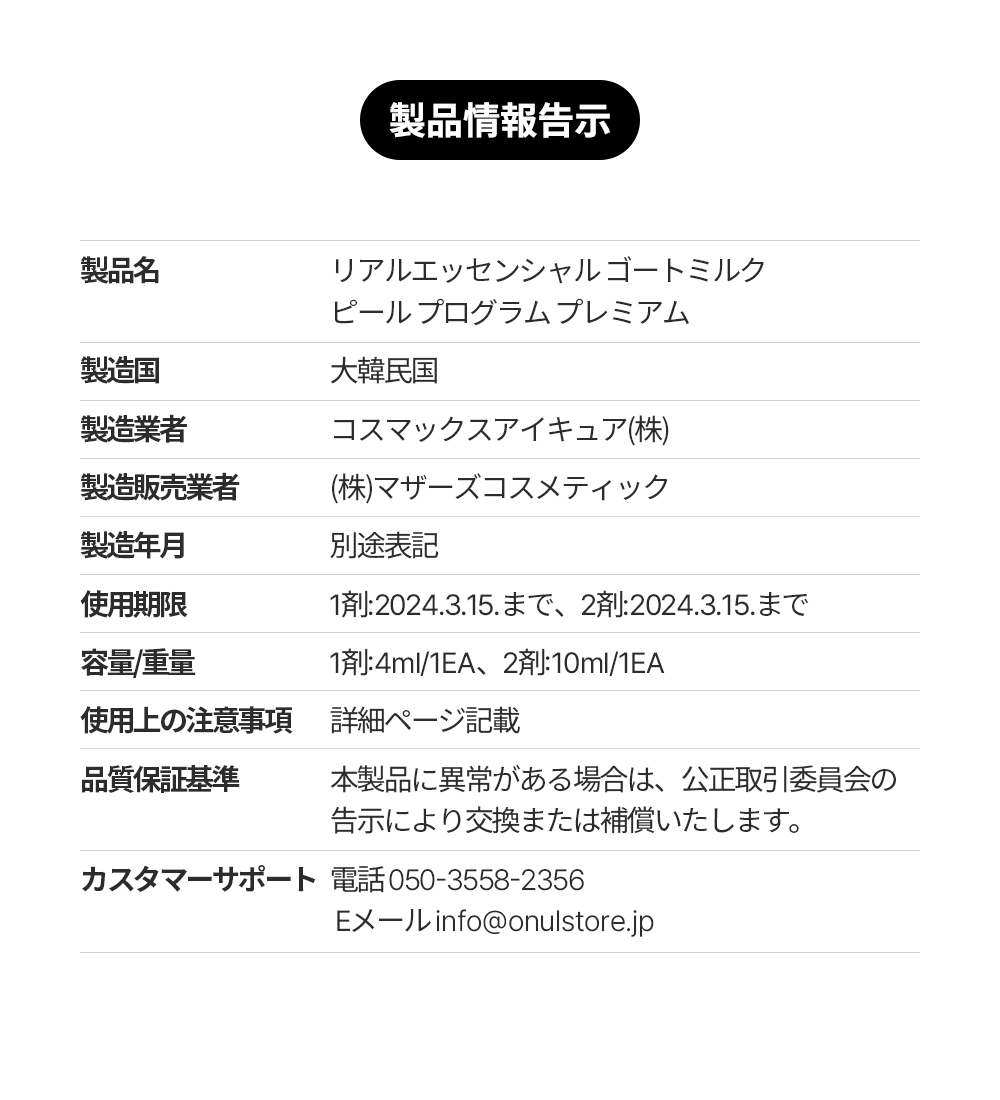 製品情報告示
製品名 リアルエッセンシャル ゴートミルク
ピール プログラム プレミアム
製造国 大韓民国
製造業者 コスマックスアイキュア(株)
製造販売業者 (株)マザーズコスメティック
製造年月 別途表記
使用期限 1剤:2024.3.15.まで、2剤:2024.3.15.まで
容量/重量 1剤:4ml/1EA、2剤:10ml/1EA
使用上の注意事項 詳細ページ記載
品質保証基準 本製品に異常がある場合は、公正取引委員会の
告示により交換または補償いたします。
カスタマーサポート 電話 050-3558-2356
Eメール info@onulstore.jp